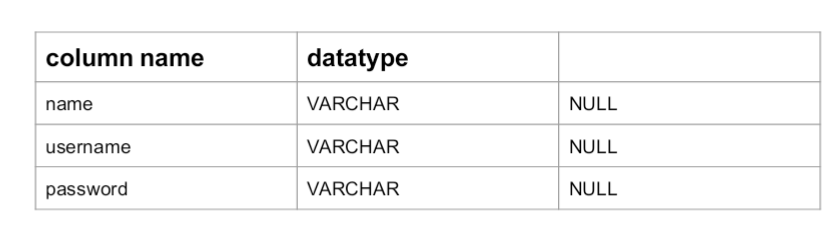 column name datatype
name VARCHAR NULL
username VARCHAR NULL
password VARCHAR NULL